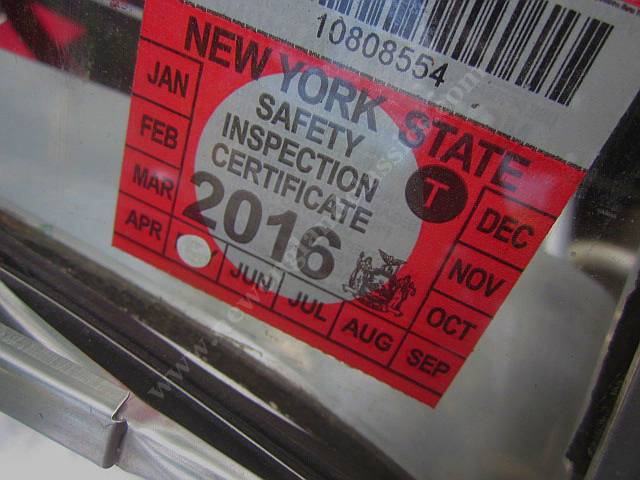 10808554
NEW YORK STATE
SAFETY
INSPECTION
CERTIFICATE
2016
T
JAN
FEB
MAR
APR
JUN
JUL
AUG
SEP
OCT
NOV
DEC